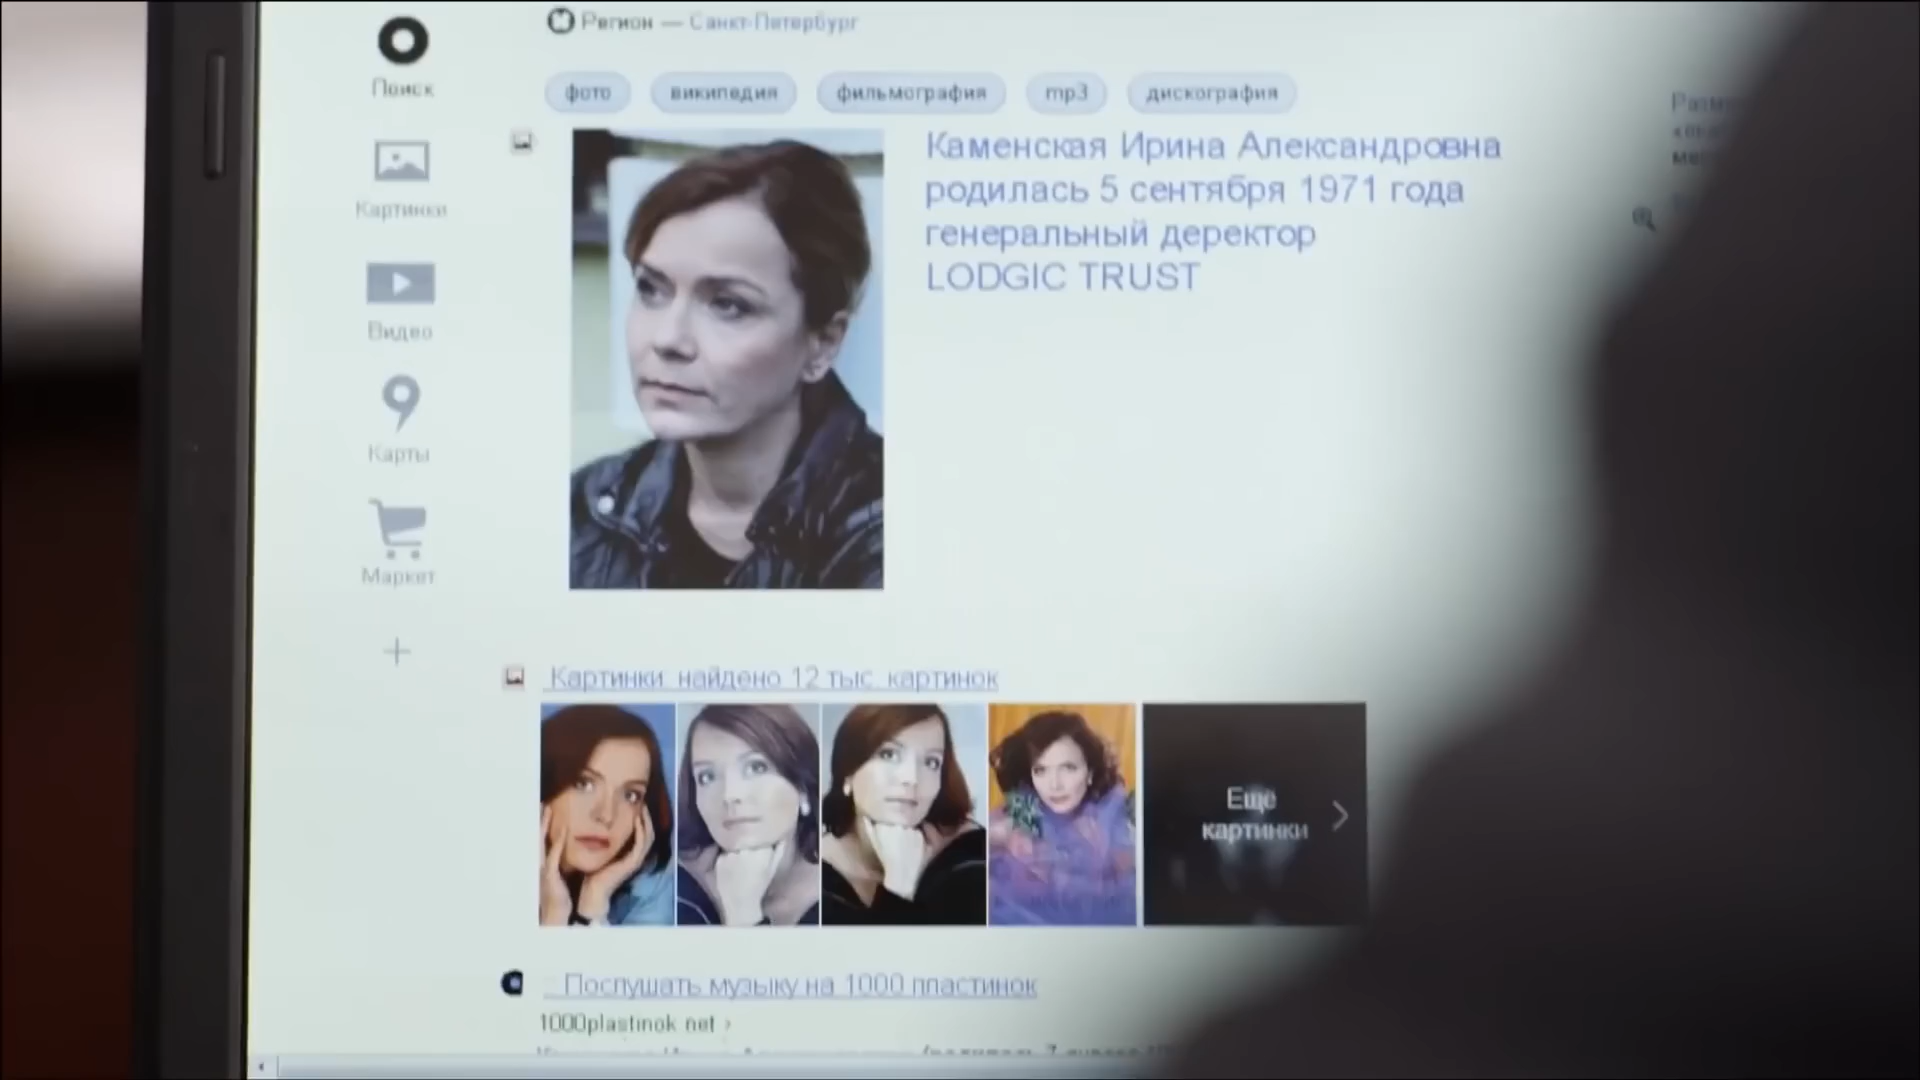 Регион — Санкт-Петербург
Поиск
Картинки
Видео
Карты
Маркет
фото
википедия
фильмография
mp3
дискография
Каменская Ирина Александровна
родилась 5 сентября 1971 года
генеральный деректор
LODGIC TRUST
Картинки найдено 12 тыс картинок
Ещё
картинки
Послушать музыку на 1000 пластинок
1000plastinok net ›